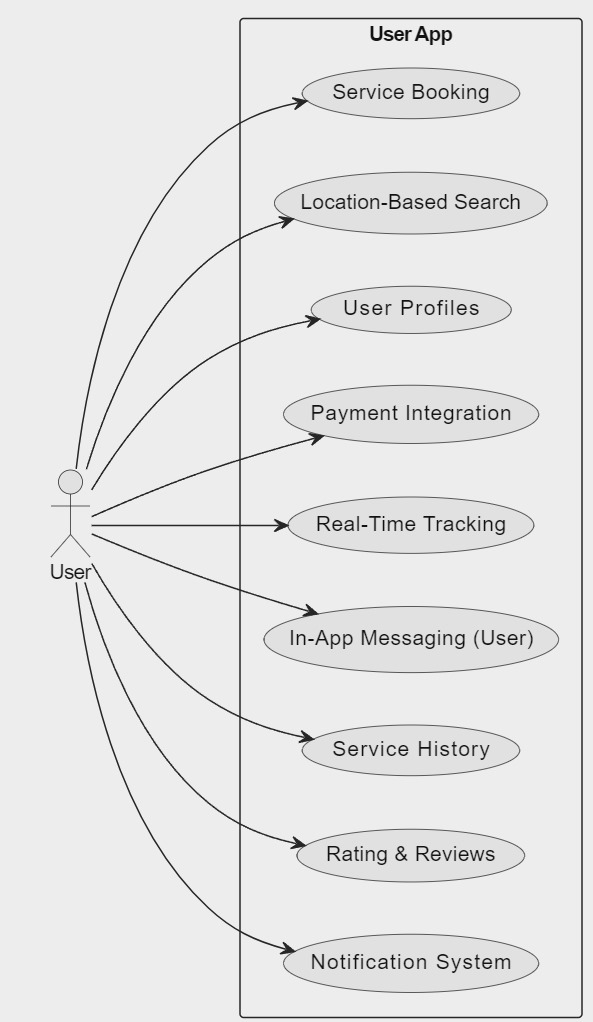 User App
Service Booking
Location-Based Search
User Profiles
Payment Integration
Real-Time Tracking
User
In-App Messaging (User)
Service History
Rating & Reviews
Notification System